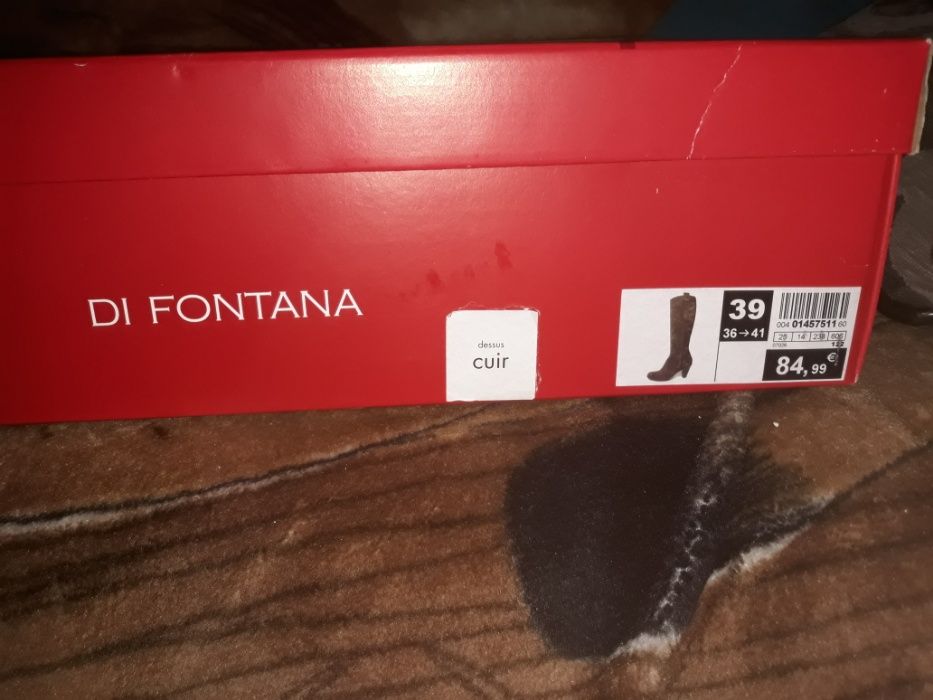 DI FONTANA
dessus
cuir
39
36→41
004 01457511 60
84,99€